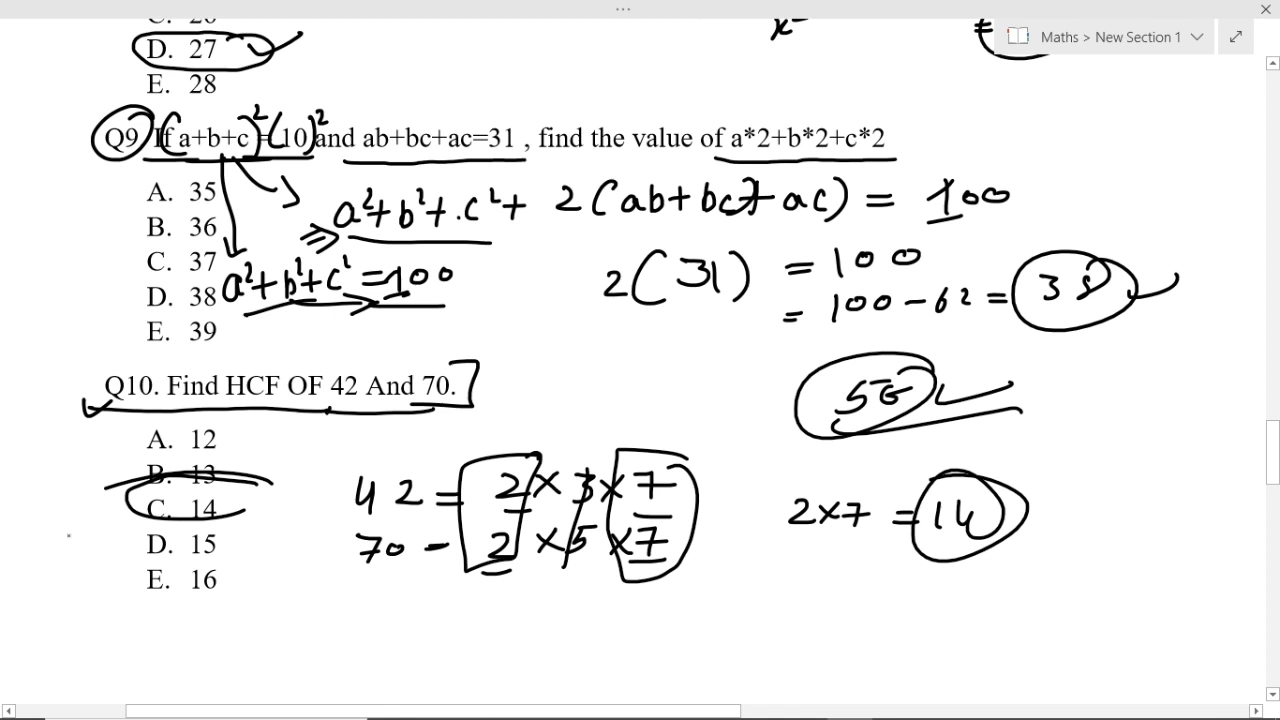 D. 27
E. 28
Maths > New Section 1
Q9. If (a+b+c)² = (10)² and ab+bc+ac=31 , find the value of a*2+b*2+c*2
A. 35
a²+b²+c²+ 2(ab+bc+ac) = 100
B. 36
C. 37
2(31) = 100
D. 38
a²+b²+c² = 100
= 100-62 = 38
E. 39
Q10. Find HCF OF 42 And 70.
A. 12
B. 13
42 = 2×3×7
C. 14
2×7 = 14
D. 15
70 - 2×5×7
E. 16